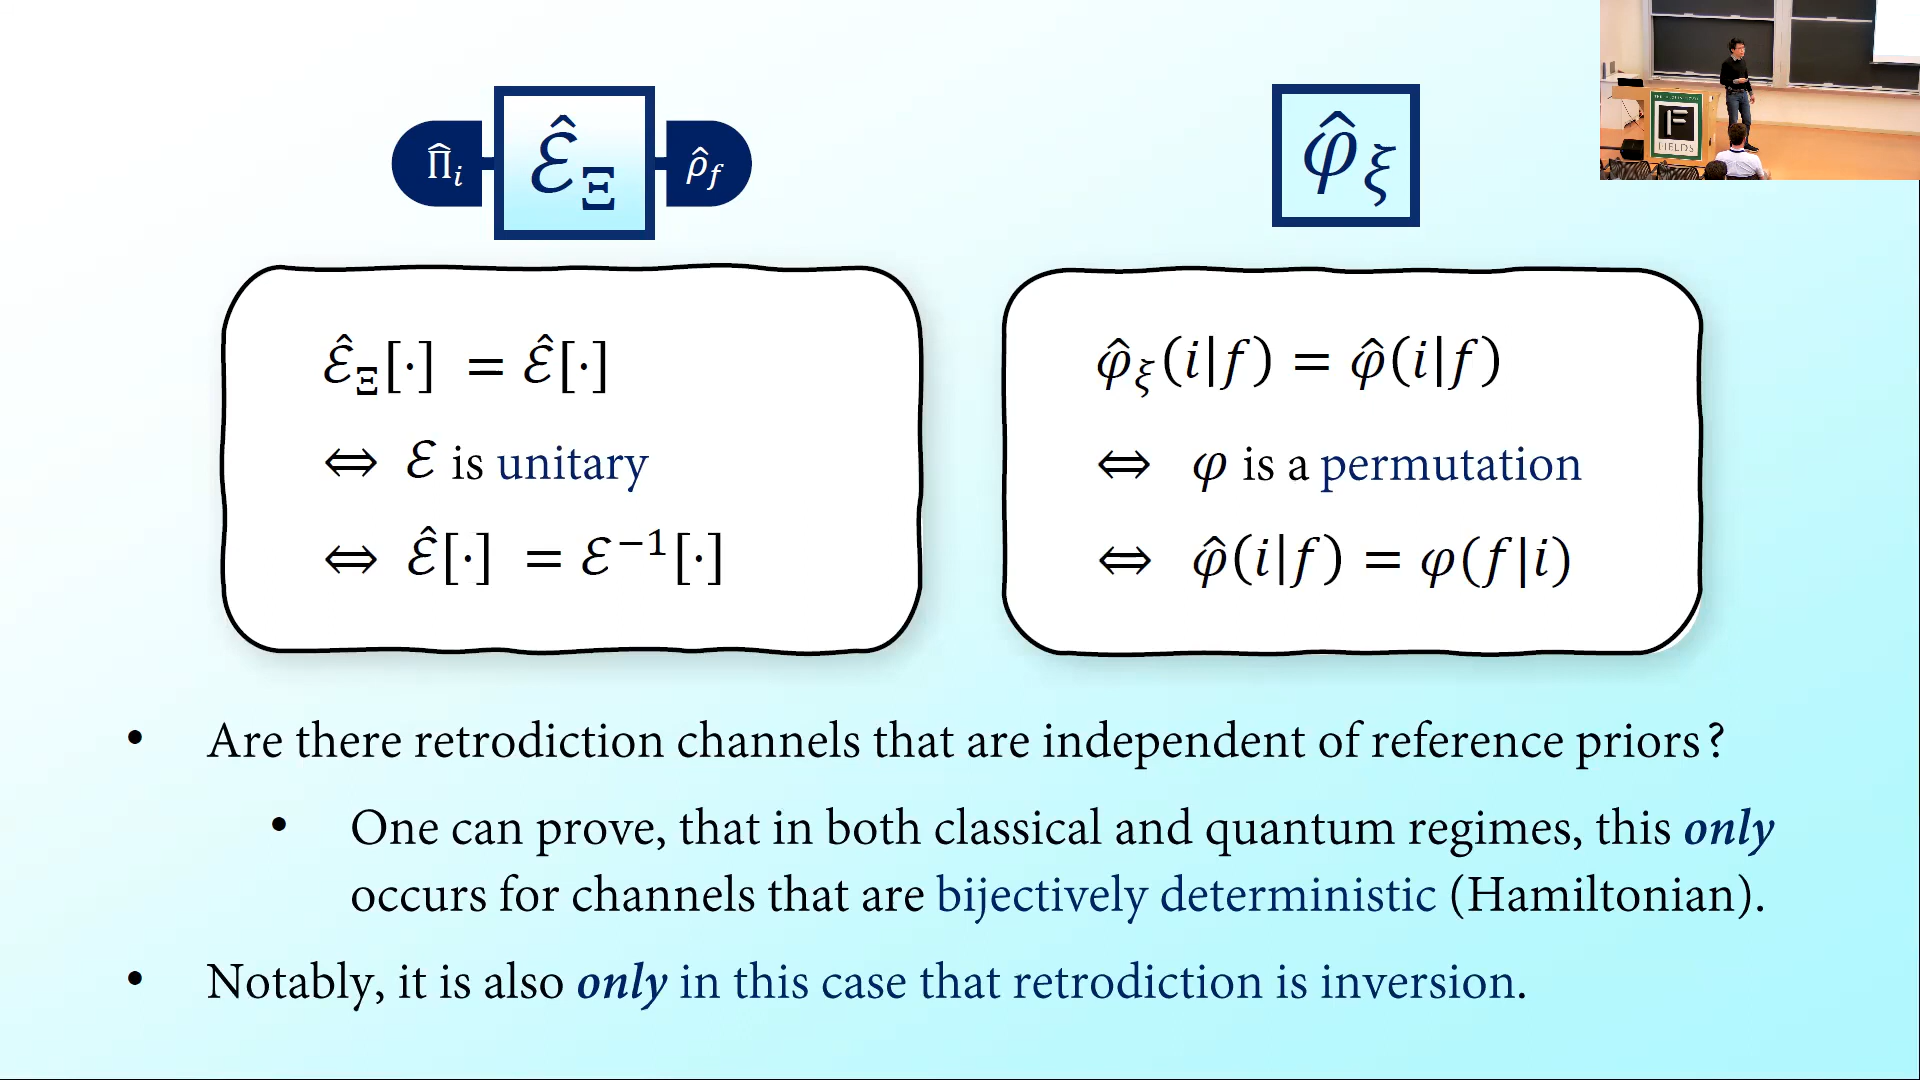 Π̂ᵢ ℰ̂_Ξ ρ̂_f
φ̂_ξ
ℰ̂_Ξ[·] = ℰ̂[·]
⇔ ℰ is unitary
⇔ ℰ̂[·] = ℰ⁻¹[·]
φ̂_ξ(i|f) = φ̂(i|f)
⇔ φ is a permutation
⇔ φ̂(i|f) = φ(f|i)
• Are there retrodiction channels that are independent of reference priors?
• One can prove, that in both classical and quantum regimes, this only
occurs for channels that are bijectively deterministic (Hamiltonian).
• Notably, it is also only in this case that retrodiction is inversion.
F
FIELDS